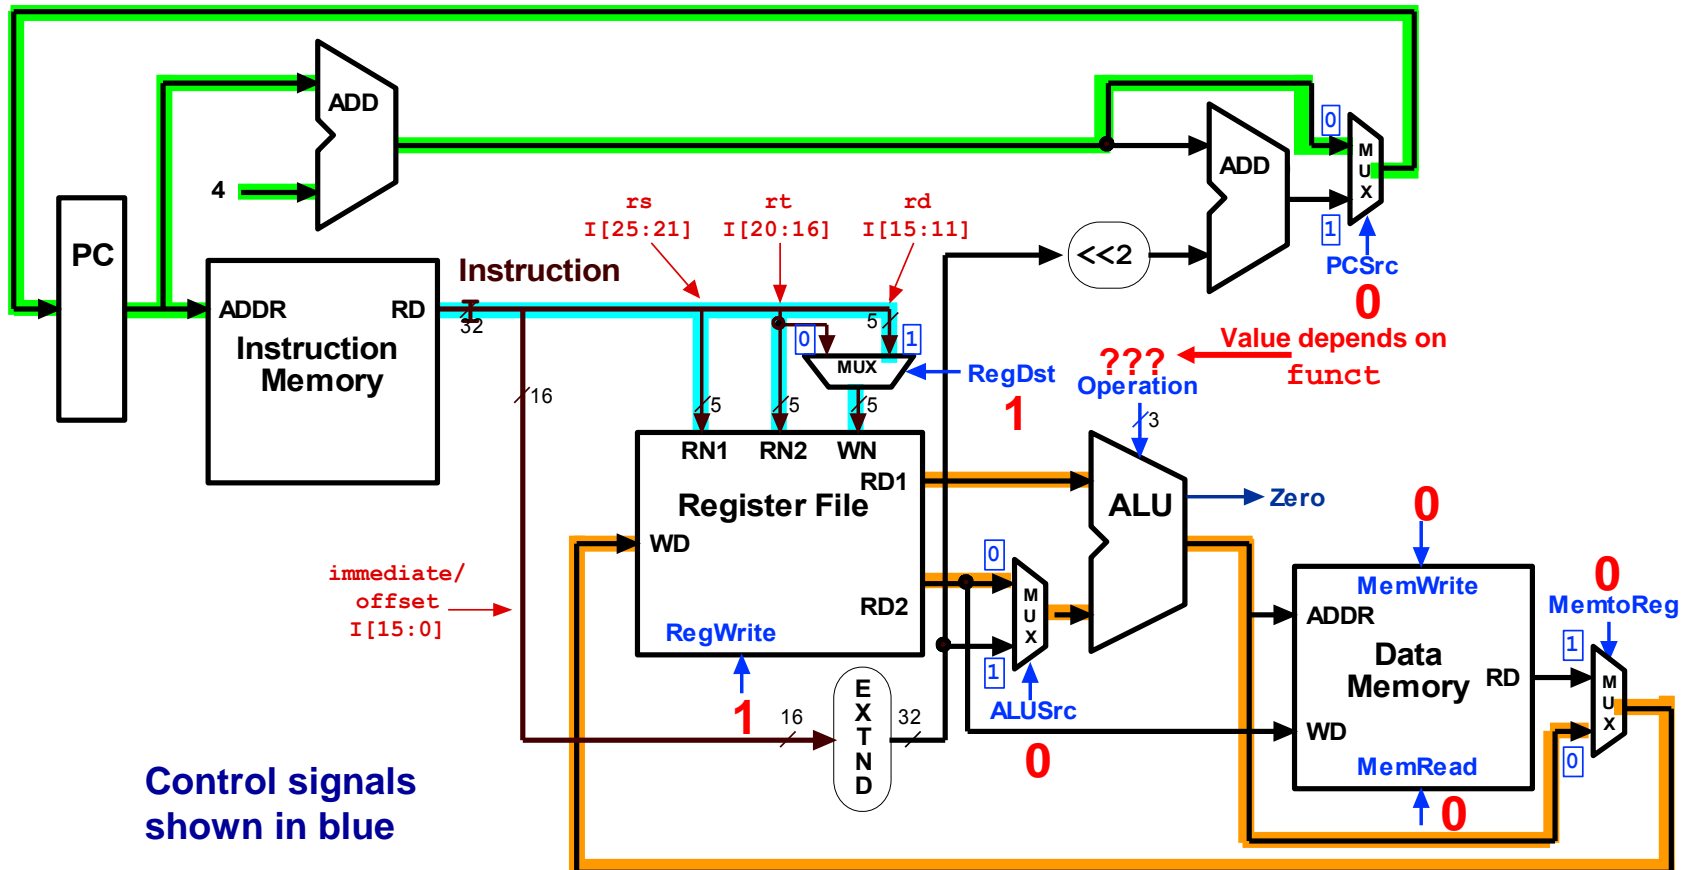 ADD
4
PC
ADDR
RD
Instruction
Memory
Instruction
32
rs
I[25:21]
rt
I[20:16]
rd
I[15:11]
5
0
1
MUX
RegDst
1
16
5
5
5
RN1
RN2
WN
RD1
Register File
WD
RD2
RegWrite
1
immediate/
offset
I[15:0]
16
E
X
T
N
D
32
<<2
ADD
0
1
M
U
X
PCSrc
0
Value depends on
funct
???
Operation
3
ALU
Zero
0
1
M
U
X
ALUSrc
0
0
MemWrite
ADDR
Data
Memory
RD
WD
MemRead
0
0
MemtoReg
1
0
M
U
X
Control signals
shown in blue